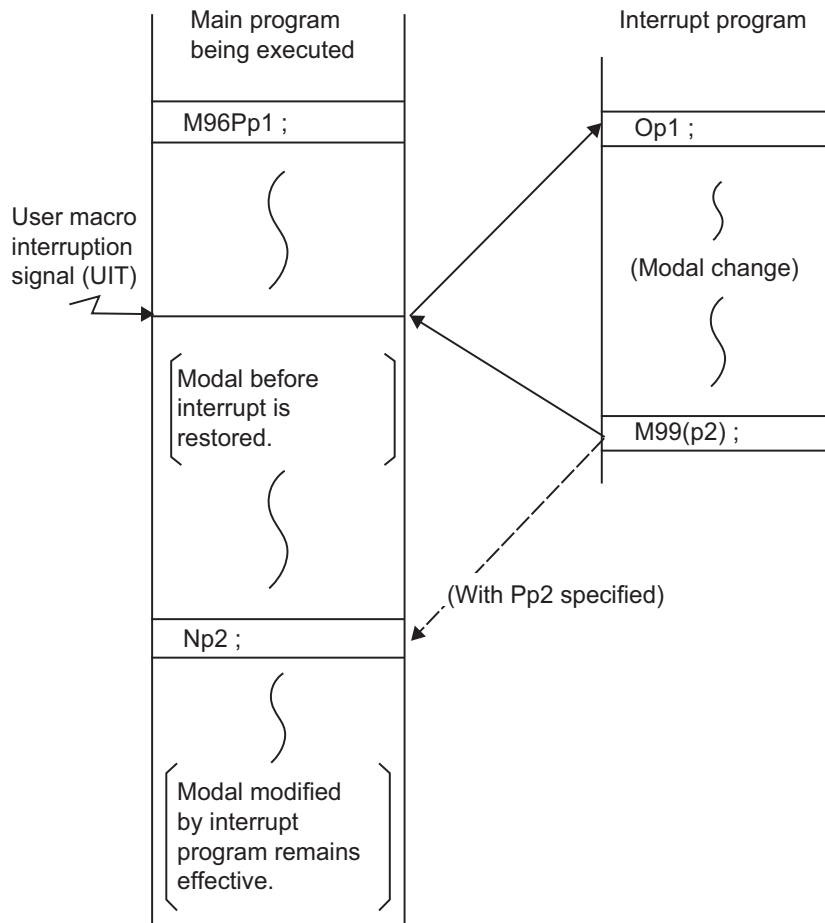 Main program
being executed
Interrupt program
M96Pp1 ;
Op1 ;
User macro
interruption
signal (UIT)
(Modal change)
Modal before
interrupt is
restored.
M99(p2) ;
(With Pp2 specified)
Np2 ;
Modal modified
by interrupt
program remains
effective.